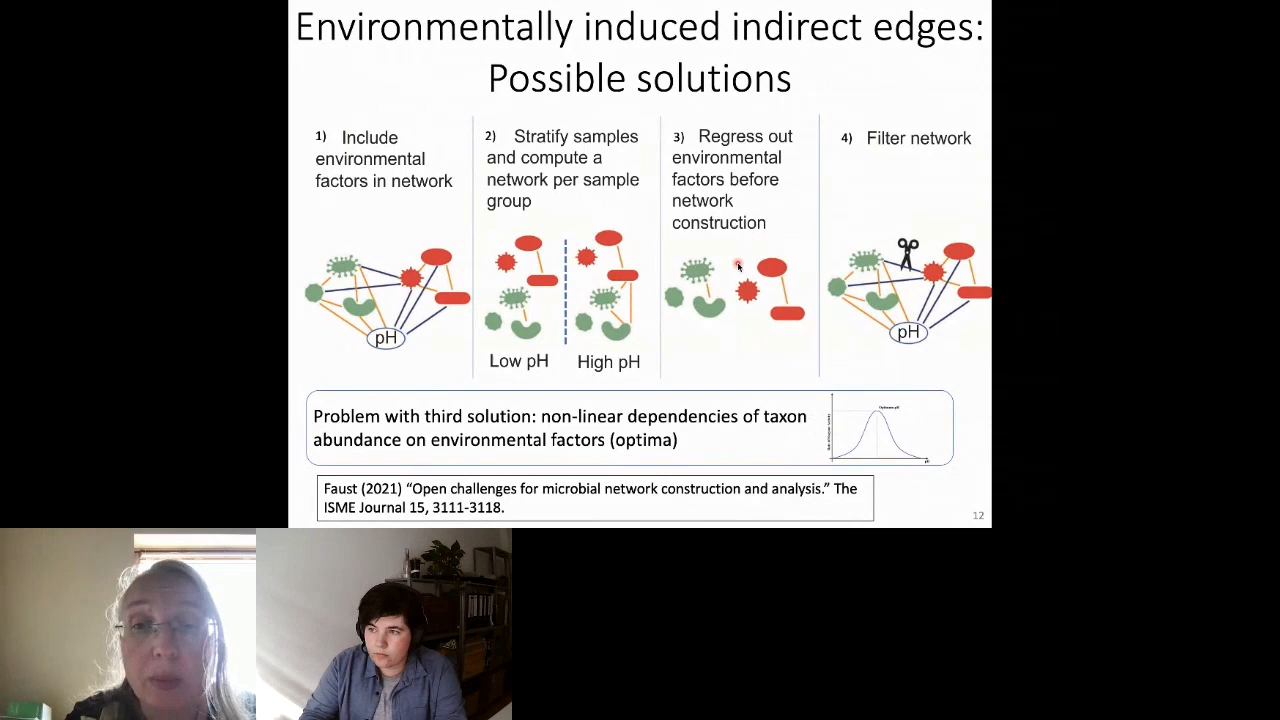 Environmentally induced indirect edges:
Possible solutions
1) Include
environmental
factors in network
2) Stratify samples
and compute a
network per sample
group
3) Regress out
environmental
factors before
network
construction
4) Filter network
pH
Low pH
High pH
pH
Problem with third solution: non-linear dependencies of taxon
abundance on environmental factors (optima)
Optimum pH
pH
Faust (2021) “Open challenges for microbial network construction and analysis.” The
ISME Journal 15, 3111-3118.
12